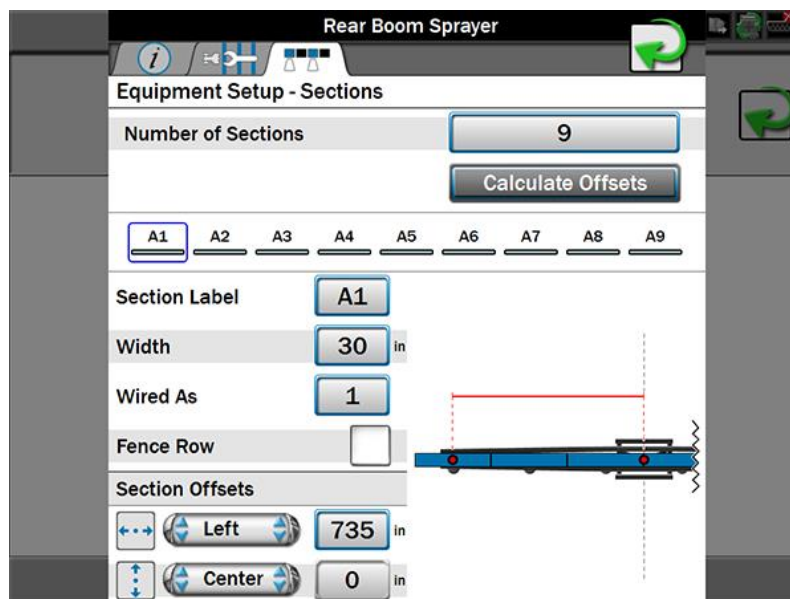 Rear Boom Sprayer
i
Equipment Setup - Sections
Number of Sections 9
Calculate Offsets
A1 A2 A3 A4 A5 A6 A7 A8 A9
Section Label A1
Width 30 in
Wired As 1
Fence Row
Section Offsets
Left 735 in
Center 0 in